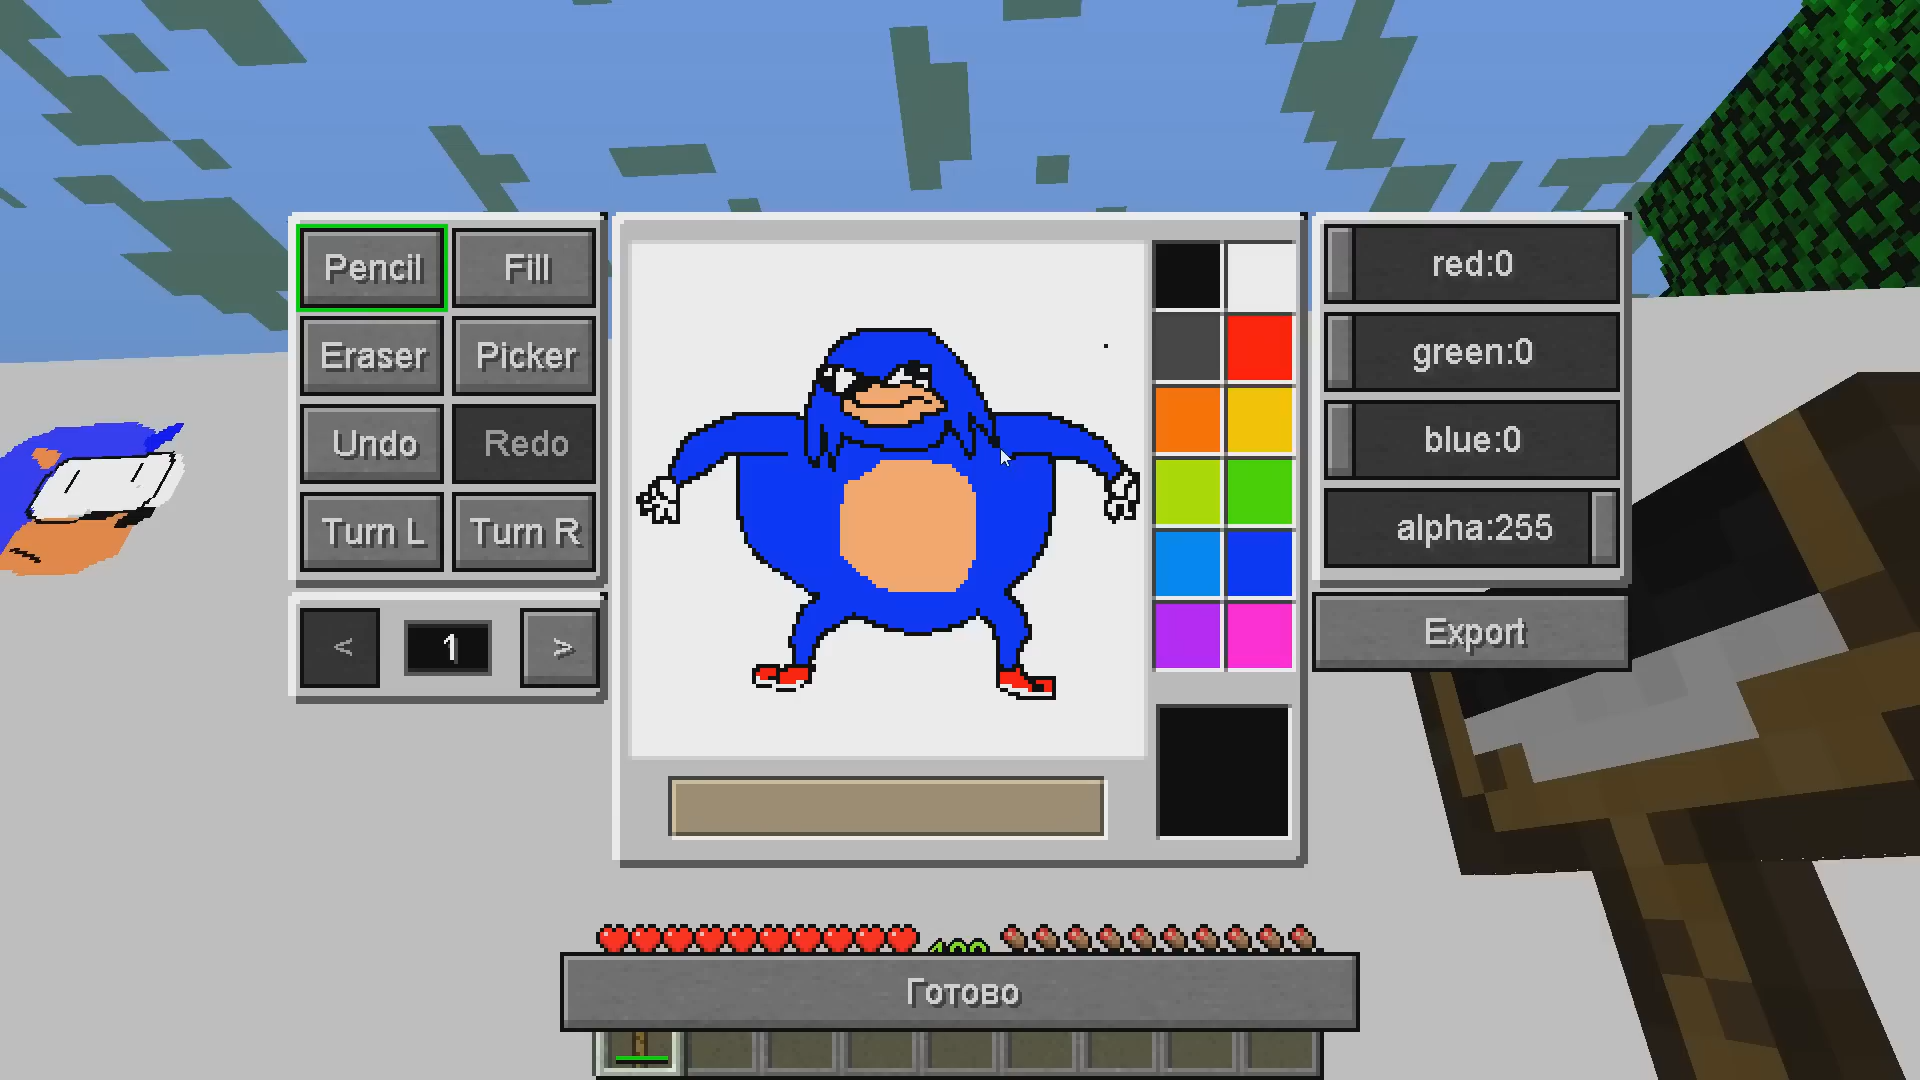 Pencil Fill
Eraser Picker
Undo Redo
Turn L Turn R
< 1 >
red:0
green:0
blue:0
alpha:255
Export
Готово